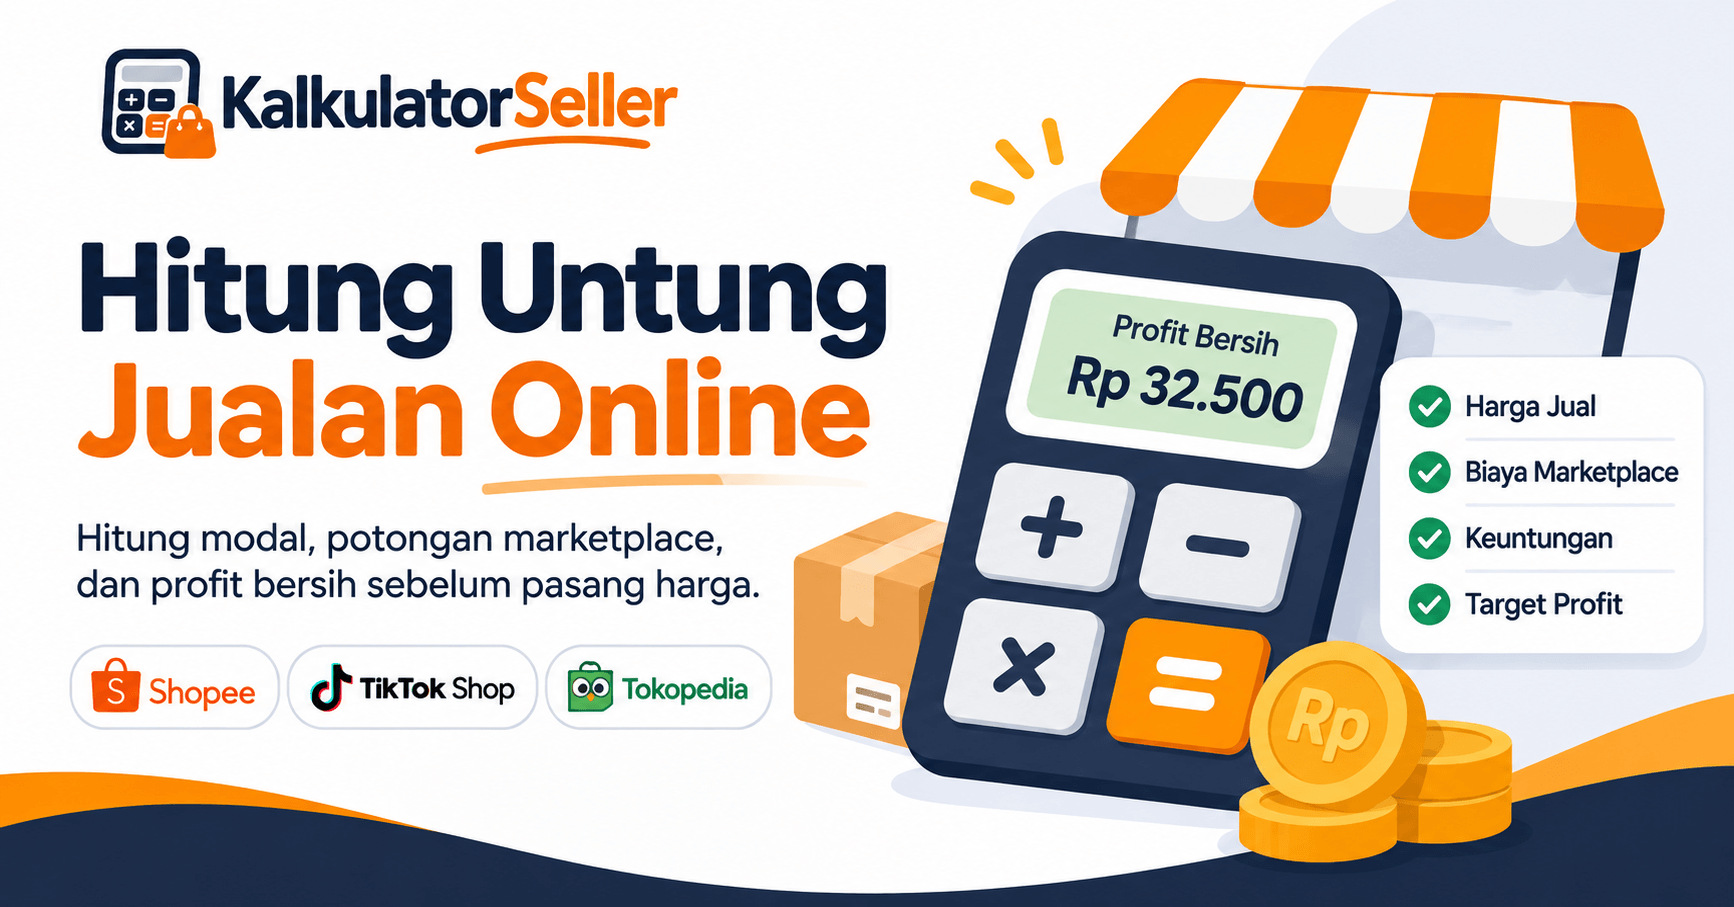 KalkulatorSeller
Hitung Untung
Jualan Online
Hitung modal, potongan marketplace,
dan profit bersih sebelum pasang harga.
Shopee
TikTok Shop
Tokopedia
Profit Bersih
Rp 32.500
Harga Jual
Biaya Marketplace
Keuntungan
Target Profit
Rp